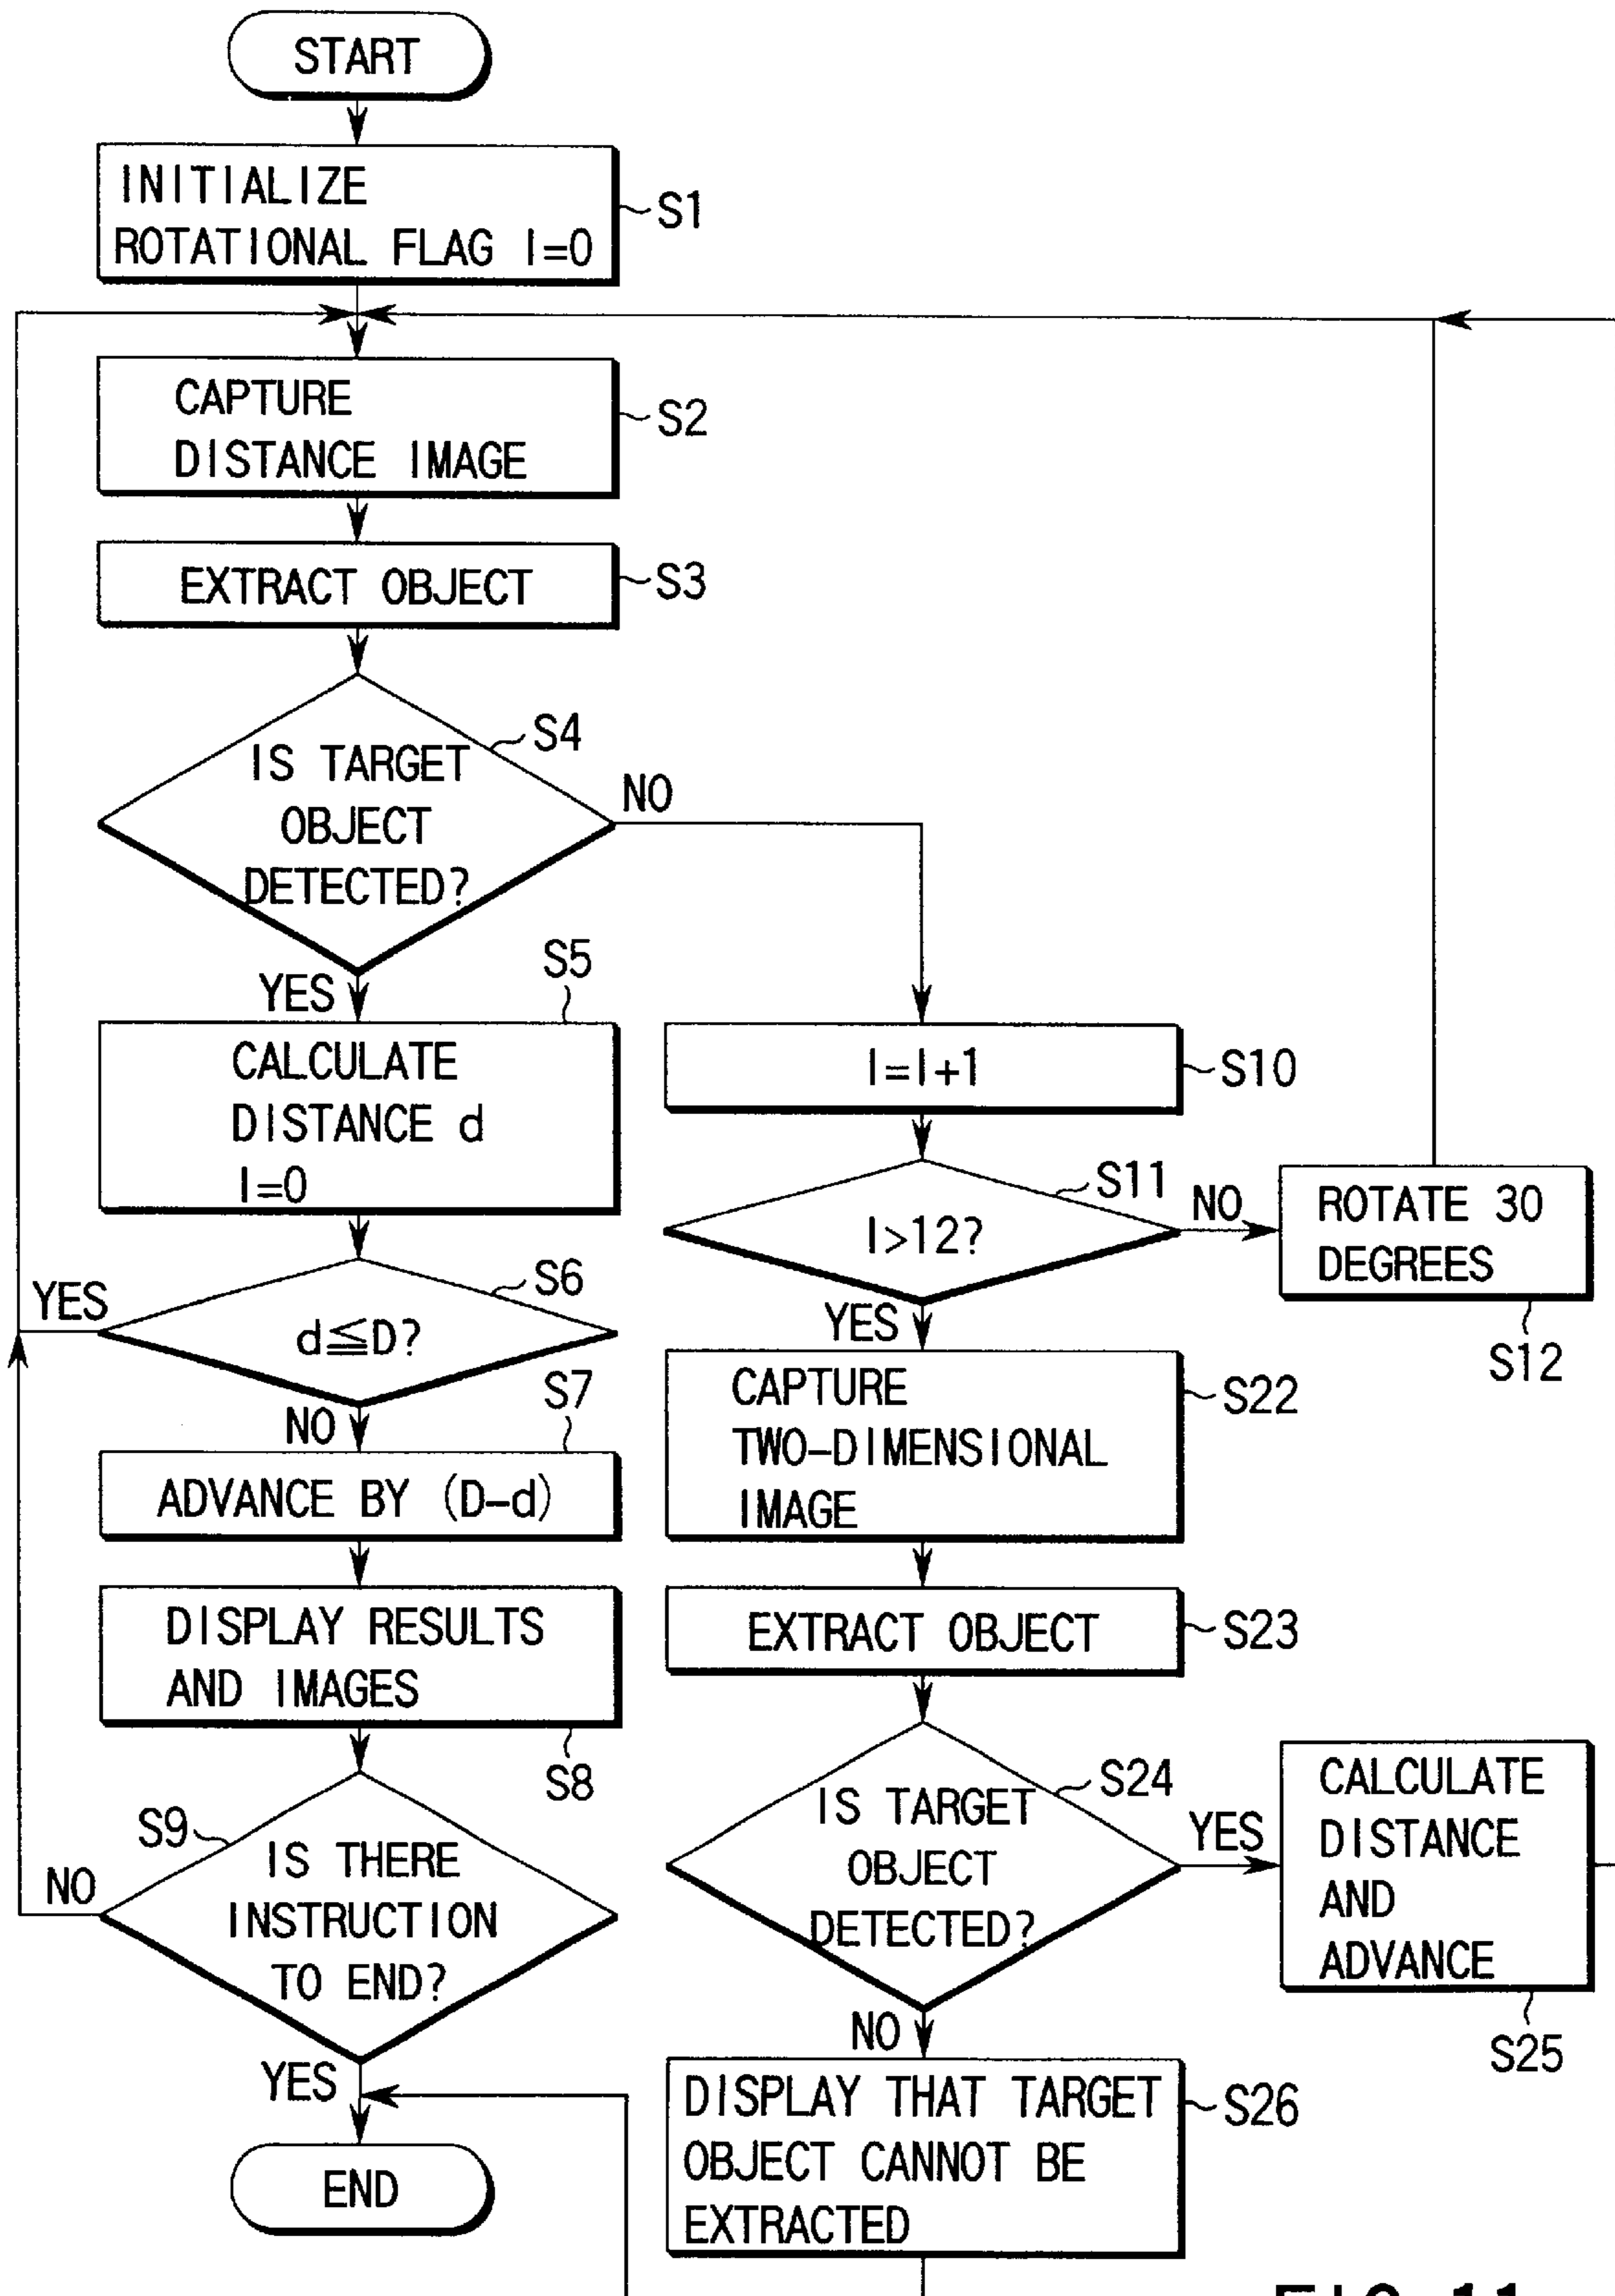 START
INITIALIZE
ROTATIONAL FLAG I=0
S1
CAPTURE
DISTANCE IMAGE
S2
EXTRACT OBJECT
S3
IS TARGET
OBJECT
DETECTED?
S4
NO
YES
S5
CALCULATE
DISTANCE d
I=0
I=I+1
S10
I>12?
S11
NO
ROTATE 30
DEGREES
S12
YES
d≦D?
S6
YES
NO
S7
ADVANCE BY (D-d)
CAPTURE
TWO-DIMENSIONAL
IMAGE
S22
DISPLAY RESULTS
AND IMAGES
S8
EXTRACT OBJECT
S23
S9
IS THERE
INSTRUCTION
TO END?
NO
YES
IS TARGET
OBJECT
DETECTED?
S24
YES
CALCULATE
DISTANCE
AND
ADVANCE
S25
NO
DISPLAY THAT TARGET
OBJECT CANNOT BE
EXTRACTED
S26
END